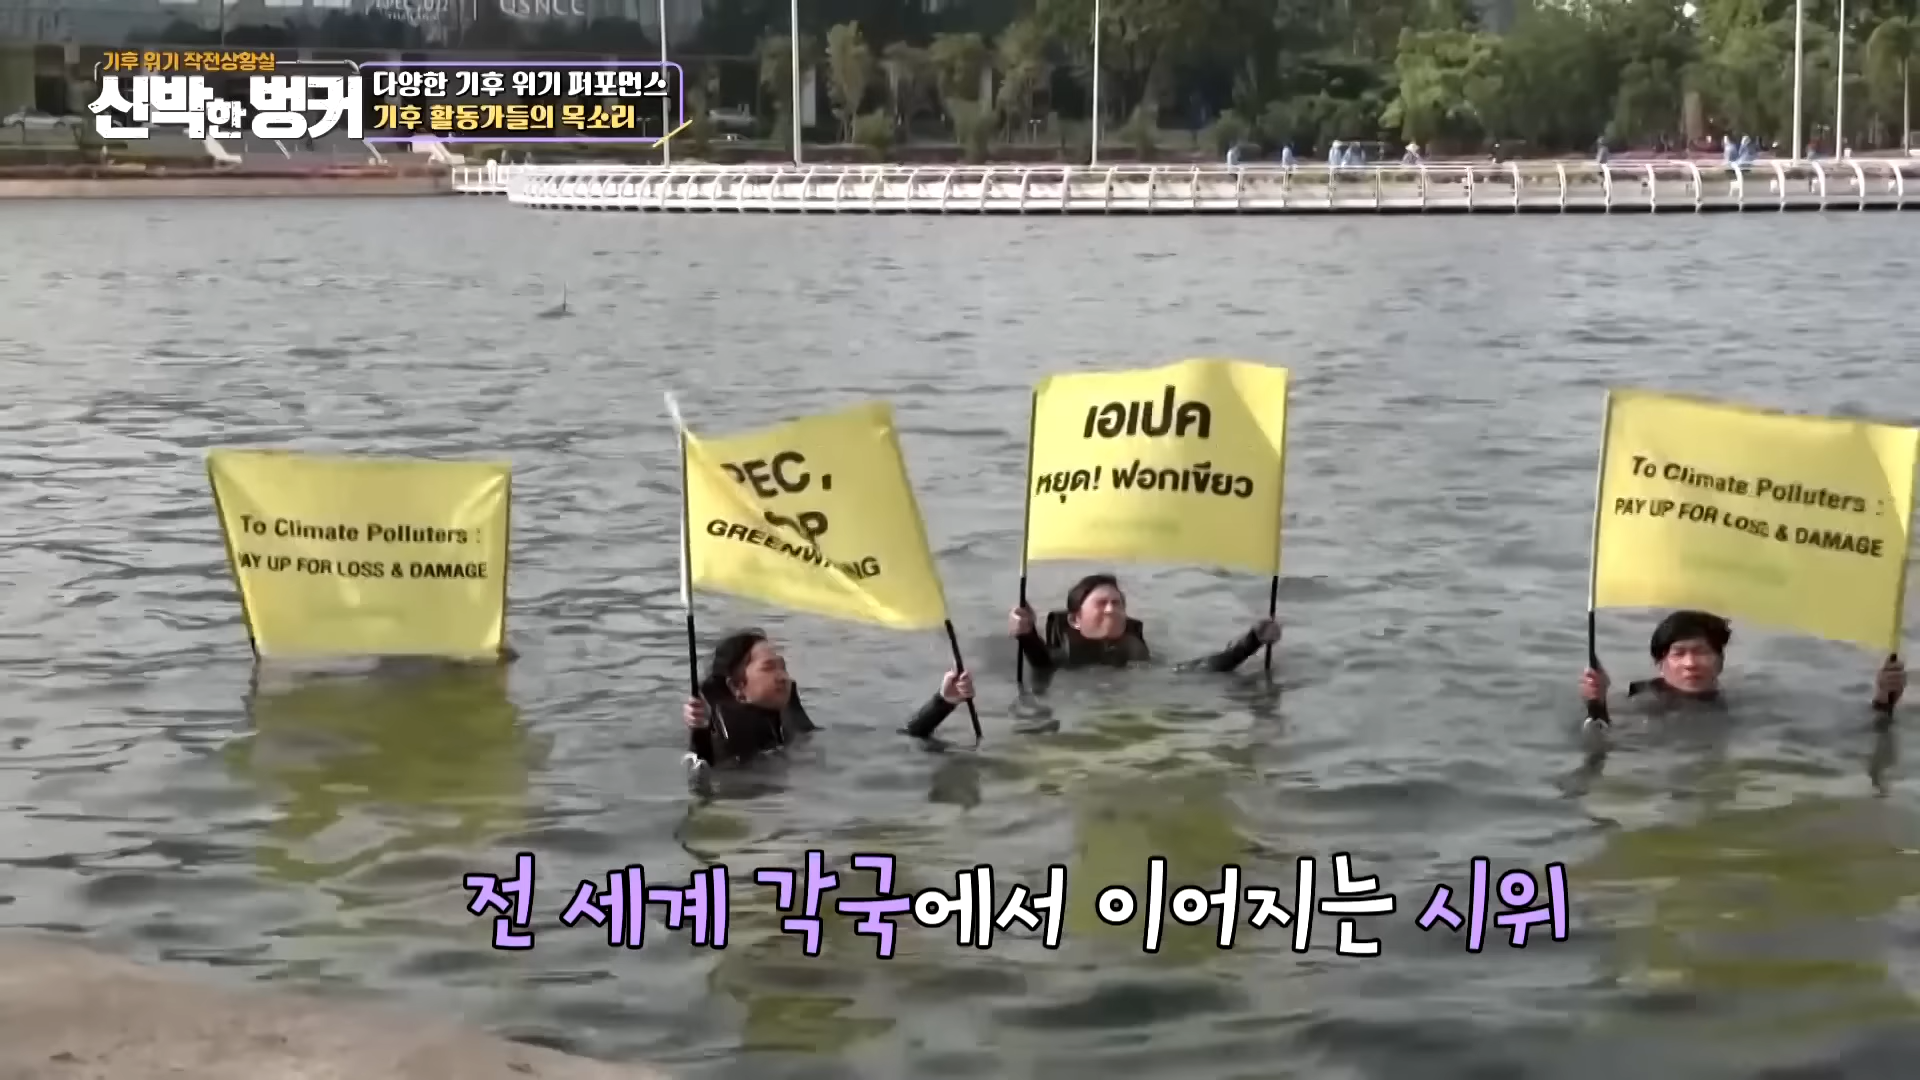 QSNCC
기후 위기 작전상황실
신박한 벙커
다양한 기후 위기 퍼포먼스
기후 활동가들의 목소리
To Climate Polluters :
PAY UP FOR LOSS & DAMAGE
GREENWASHING
เอเปค
หยุด! ฟอกเขียว
To Climate Polluters :
PAY UP FOR LOSS & DAMAGE
전 세계 각국에서 이어지는 시위